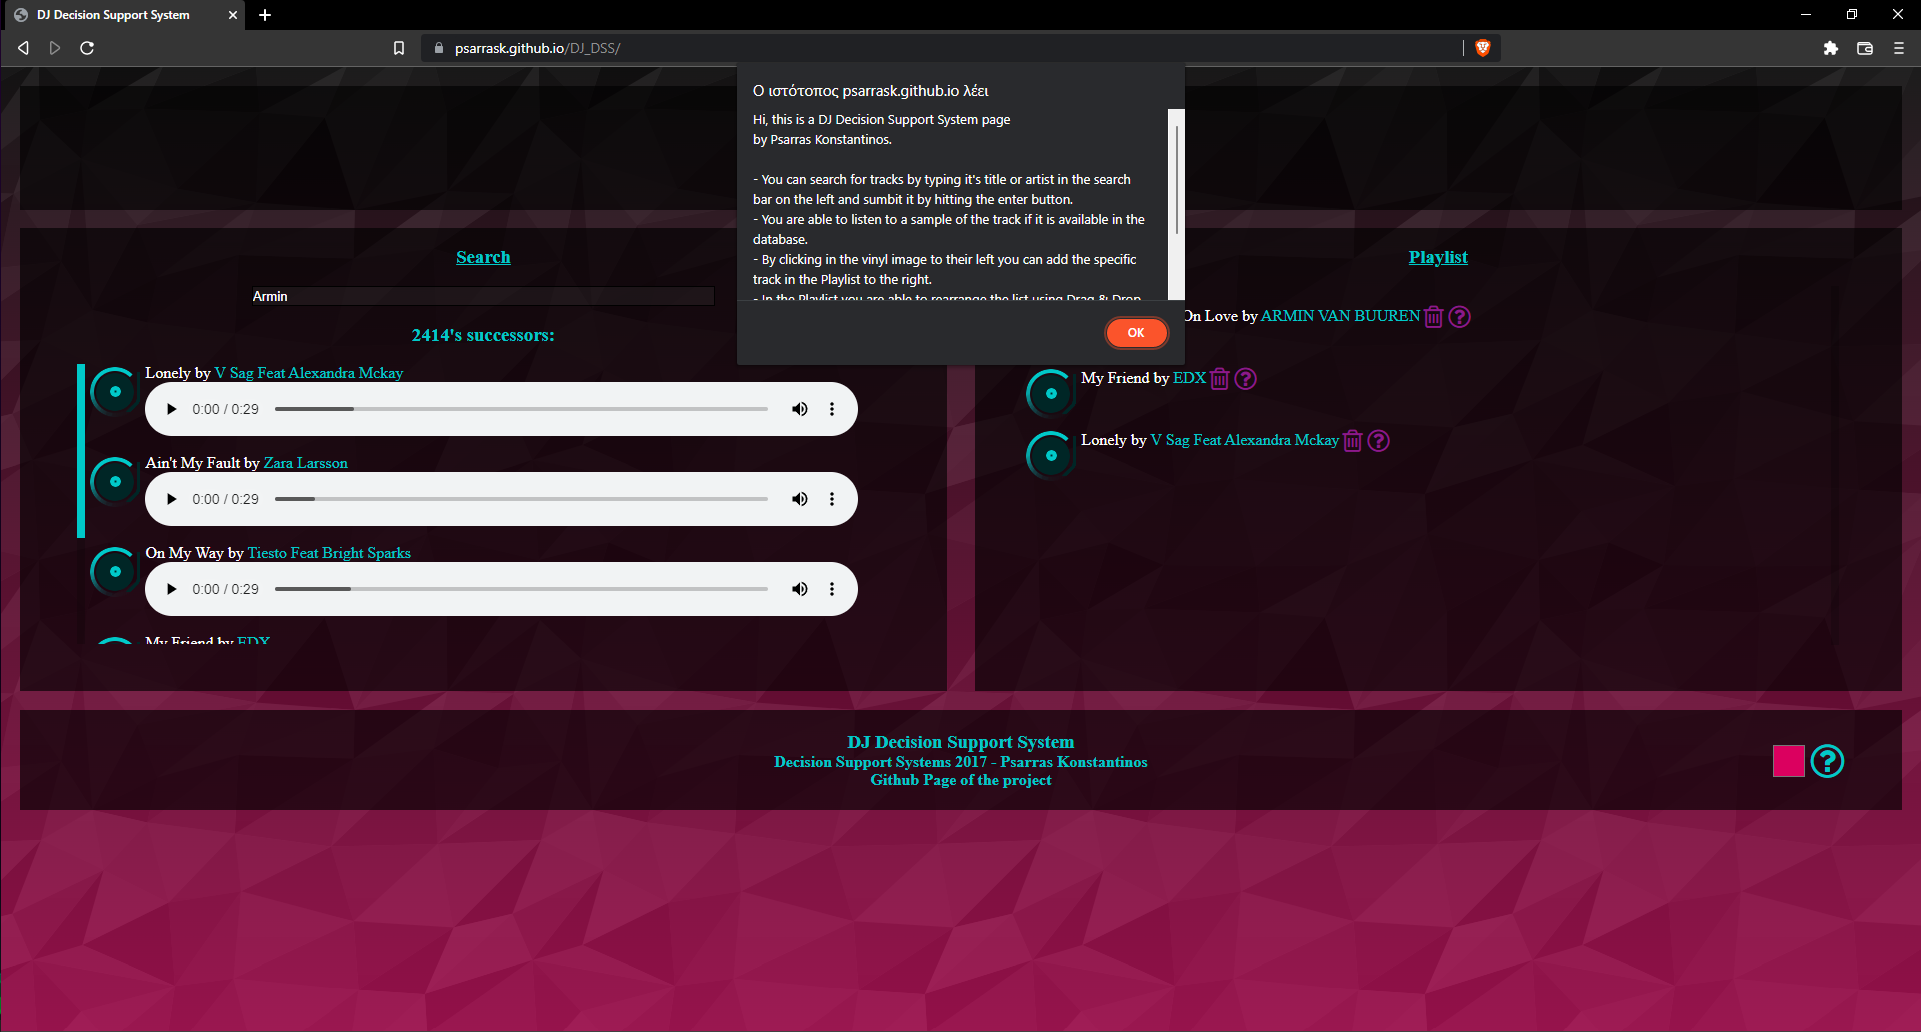 DJ Decision Support System
psarrask.github.io/DJ_DSS/
Ο ιστότοπος psarrask.github.io λέει
Hi, this is a DJ Decision Support System page
by Psarras Konstantinos.
- You can search for tracks by typing it's title or artist in the search
bar on the left and sumbit it by hitting the enter button.
- You are able to listen to a sample of the track if it is available in the
database.
- By clicking in the vinyl image to their left you can add the specific
track in the Playlist to the right.
- In the Playlist you are able to rearrange the list using Drag & Drop
OK
Search
Armin
2414's successors:
Lonely by V Sag Feat Alexandra Mckay
0:00 / 0:29
Ain't My Fault by Zara Larsson
0:00 / 0:29
On My Way by Tiesto Feat Bright Sparks
0:00 / 0:29
My Friend by EDX
Playlist
On Love by ARMIN VAN BUUREN
My Friend by EDX
Lonely by V Sag Feat Alexandra Mckay
DJ Decision Support System
Decision Support Systems 2017 - Psarras Konstantinos
Github Page of the project